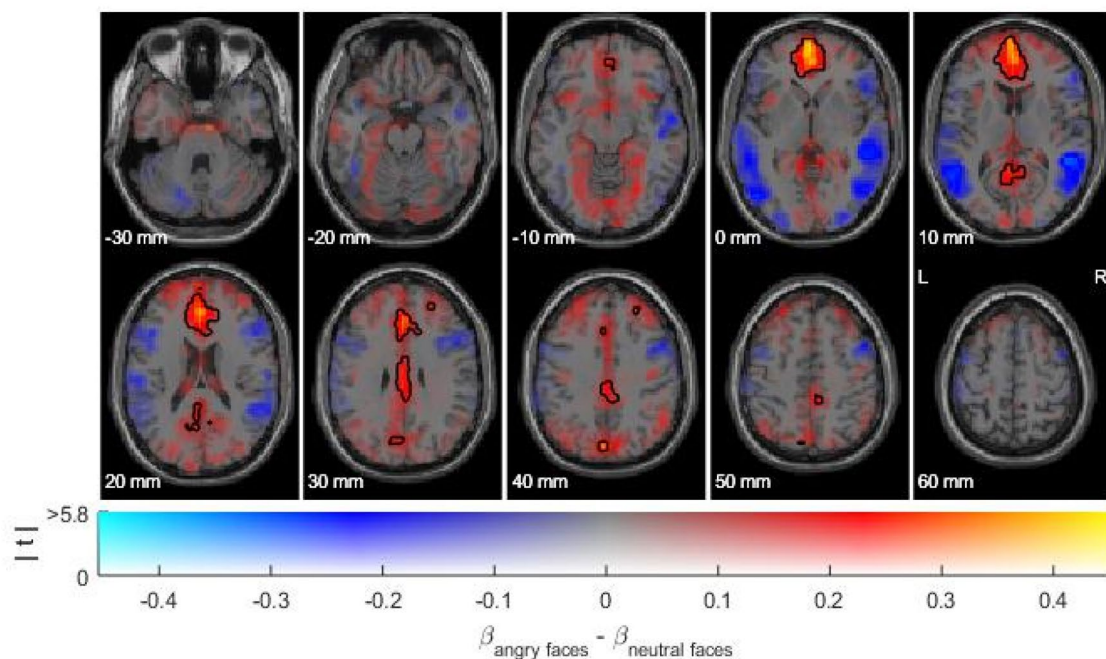 -30 mm -20 mm -10 mm 0 mm 10 mm
L R
20 mm 30 mm 40 mm 50 mm 60 mm
>5.8
| t |
0
-0.4 -0.3 -0.2 -0.1 0 0.1 0.2 0.3 0.4
β angry faces - β neutral faces